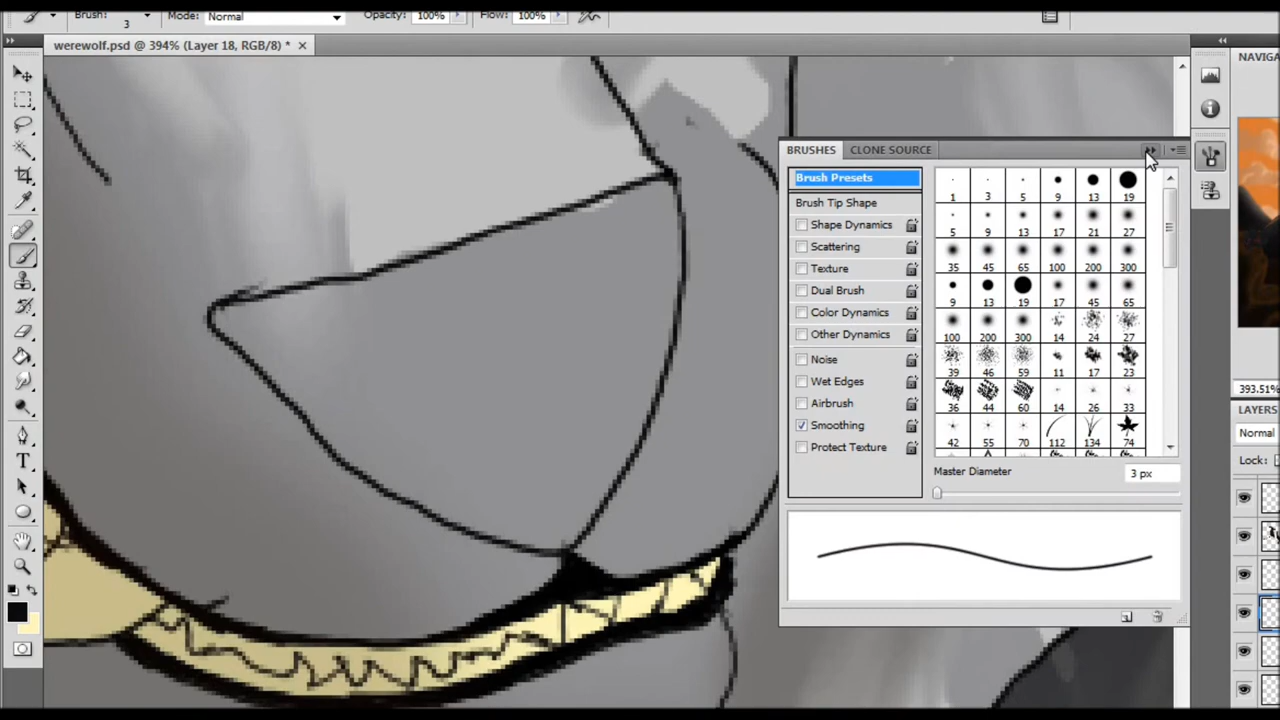 Brush: 3 Mode: Normal Opacity: 100% Flow: 100%
werewolf.psd @ 394% (Layer 18, RGB/8) *
BRUSHES CLONE SOURCE
Brush Presets
Brush Tip Shape
Shape Dynamics
Scattering
Texture
Dual Brush
Color Dynamics
Other Dynamics
Noise
Wet Edges
Airbrush
Smoothing
Protect Texture
1 3 5 9 13 19
5 9 13 17 21 27
35 45 65 100 200 300
9 13 19 17 45 65
100 200 300 14 24 27
39 46 59 11 17 23
36 44 60 14 26 33
42 55 70 112 134 74
Master Diameter 3 px
NAVIGA
393.51%
LAYERS
Normal
Lock: